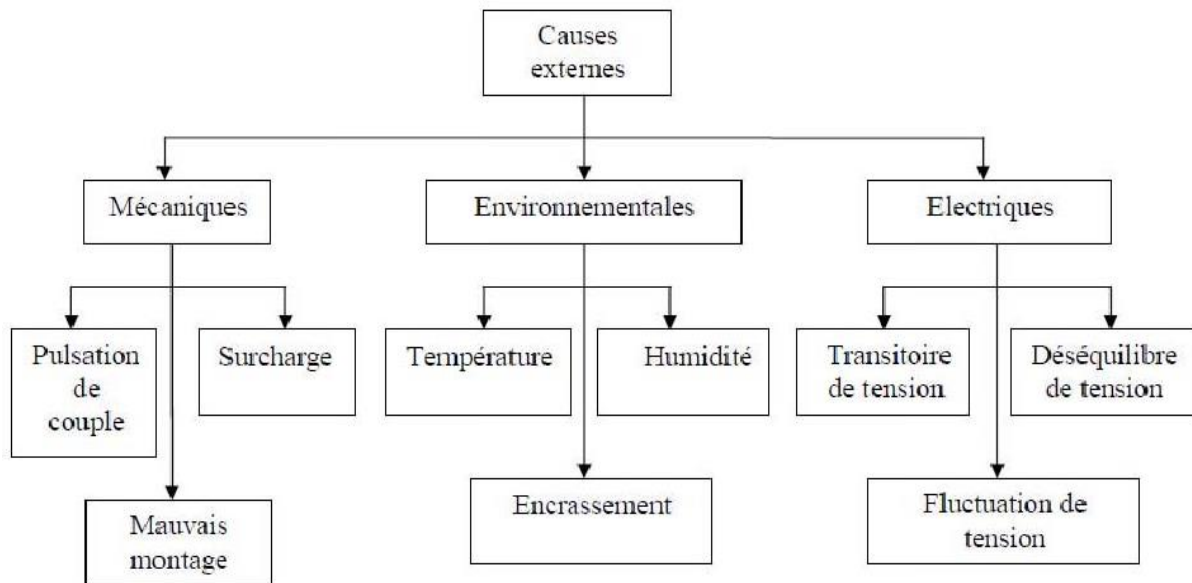 Causes
externes
Mécaniques
Environnementales
Electriques
Pulsation
de
couple
Surcharge
Température
Humidité
Transitoire
de tension
Déséquilibre
de tension
Mauvais
montage
Encrassement
Fluctuation de
tension